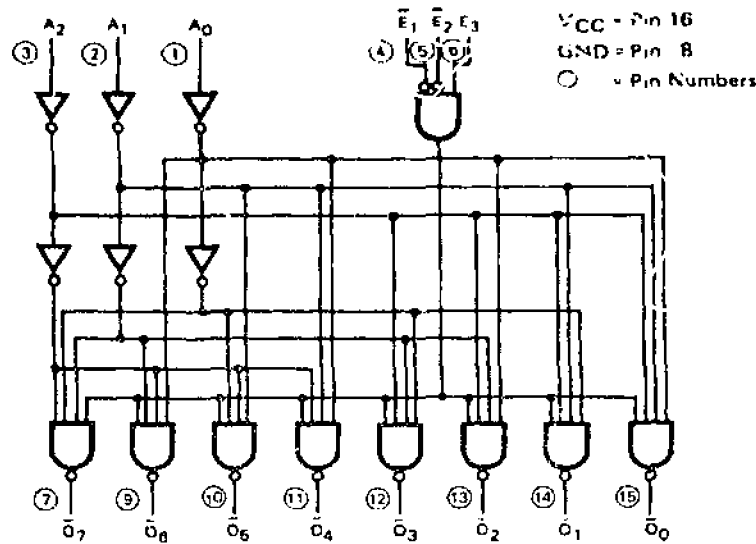 A2 A1 A0 Ē1 Ē2 E3
VCC = Pin 16
③ ② ① ④ ⑤
GND = Pin 8
○ = Pin Numbers
⑦ ⑨ ⑩ ⑪ ⑫ ⑬ ⑭ ⑮
Ō7 Ō6 Ō5 Ō4 Ō3 Ō2 Ō1 Ō0